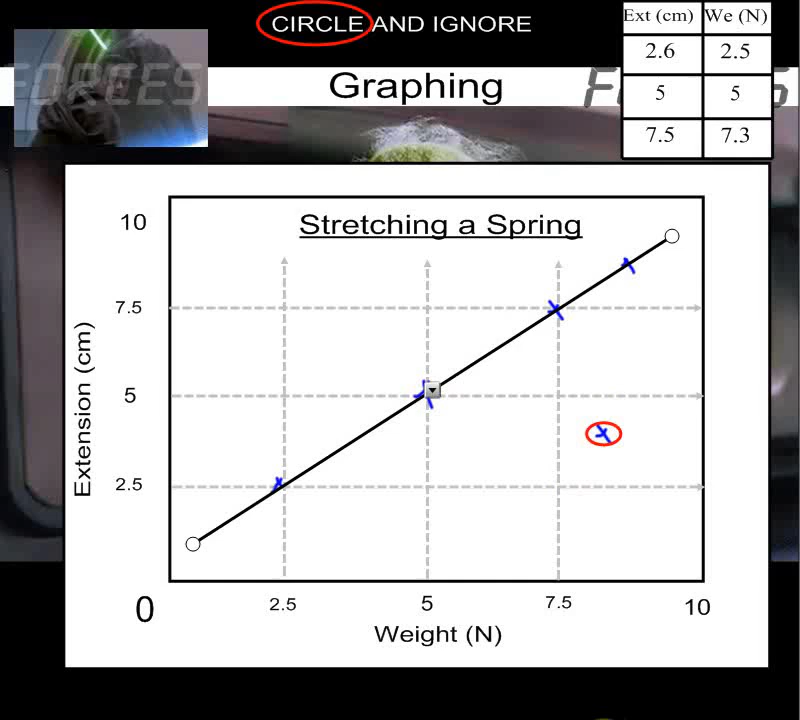 CIRCLE AND IGNORE
Ext (cm) We (N)
2.6 2.5
5 5
7.5 7.3
FORCES
Graphing
Stretching a Spring
10
7.5
5
2.5
0
Extension (cm)
2.5 5 7.5 10
Weight (N)